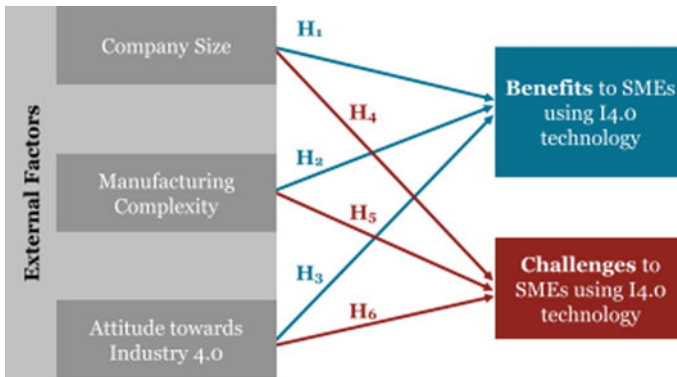 External Factors
Company Size
Manufacturing
Complexity
Attitude towards
Industry 4.0
H₁
H₄
H₂
H₅
H₃
H₆
Benefits to SMEs
using I4.0
technology
Challenges to
SMEs using I4.0
technology